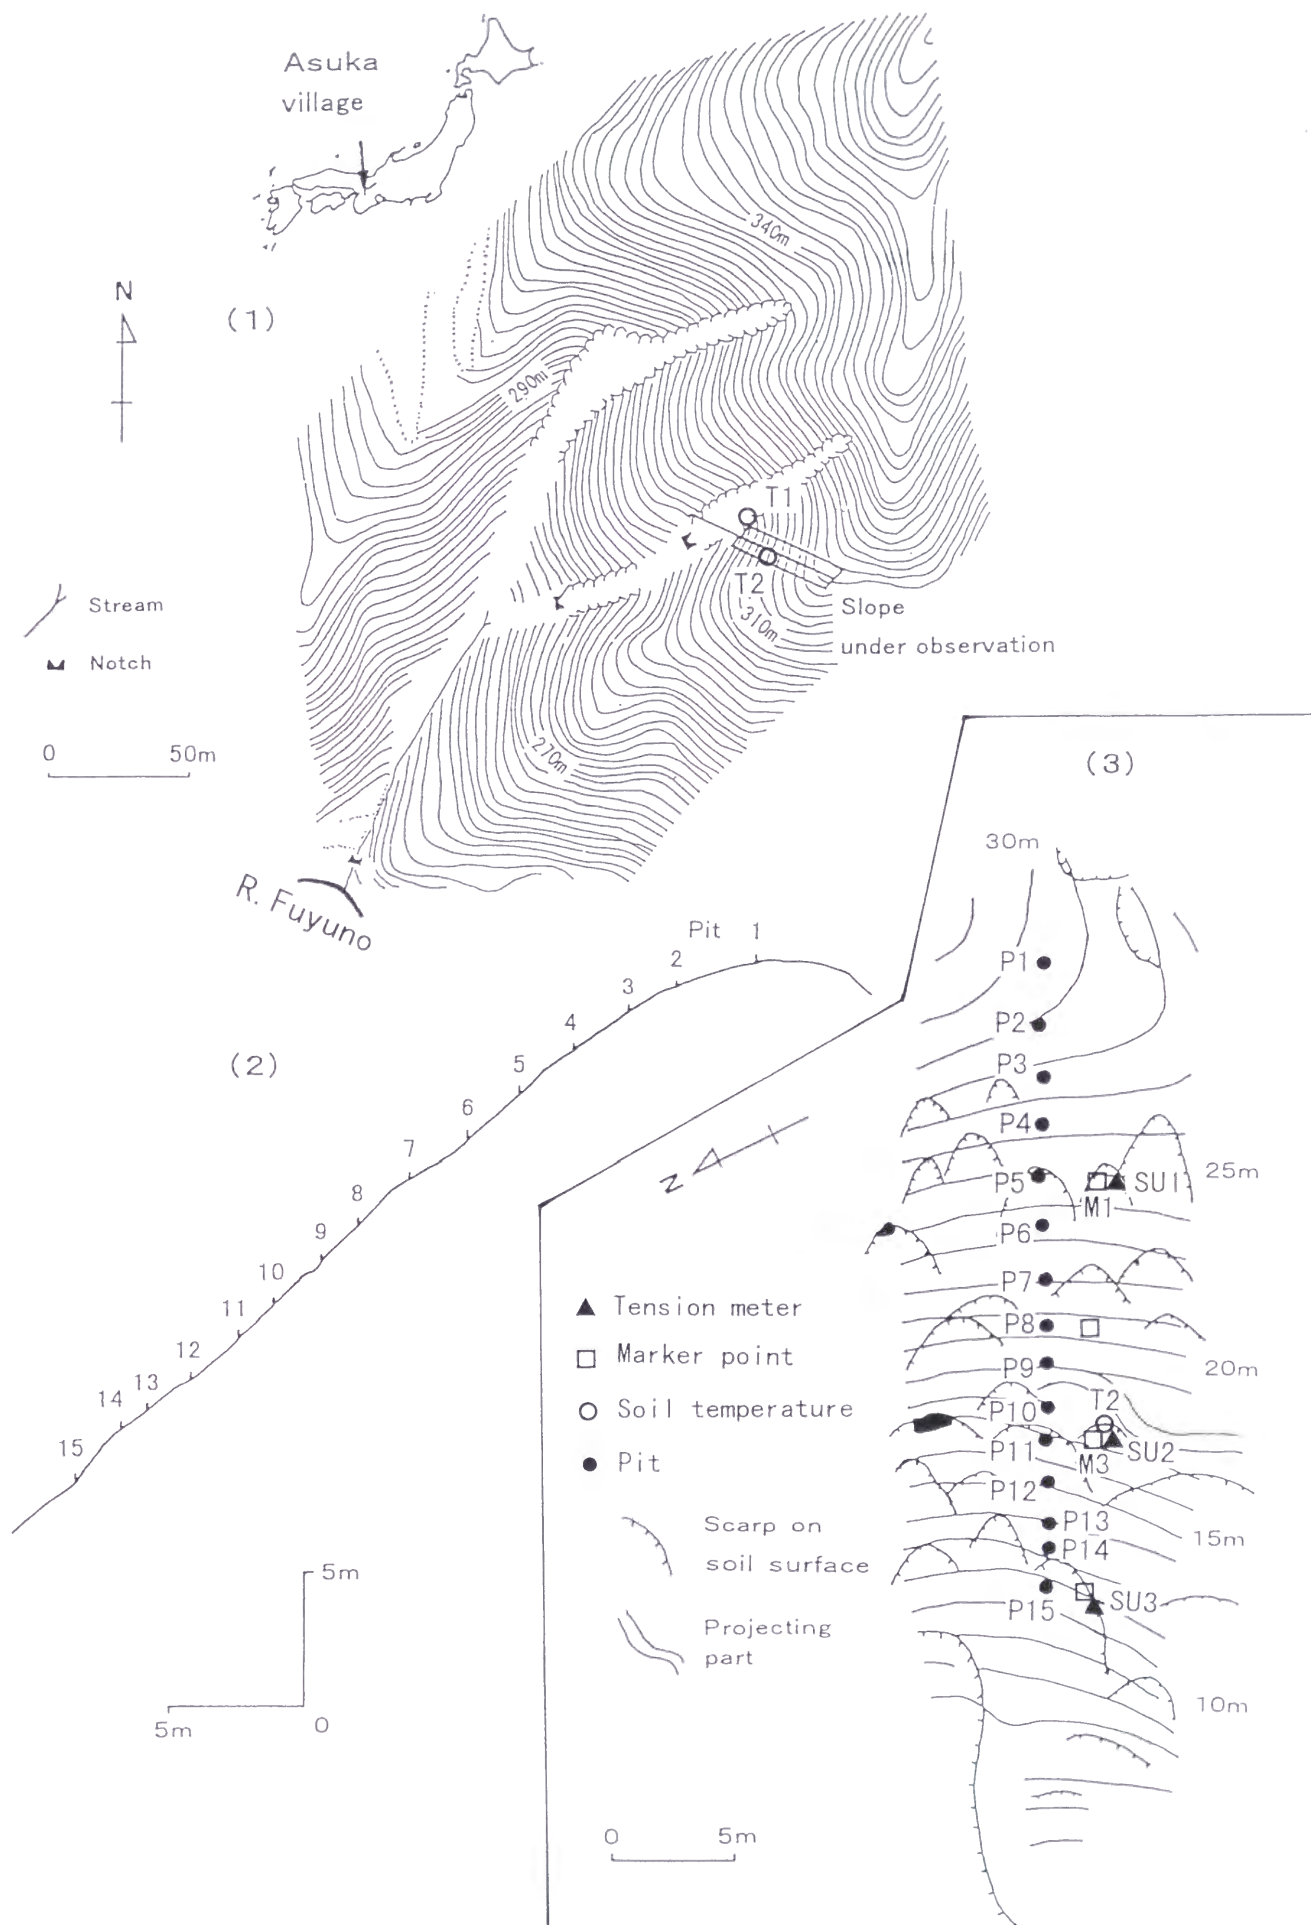 Asuka
village
N
(1)
340m
290m
T1
T2
310m
Slope
under observation
Stream
Notch
0 50m
270m
R. Fuyuno
(2)
Pit 1
2
3
4
5
6
7
8
9
10
11
12
13
14
15
5m
5m 0
(3)
N
30m
P1
P2
P3
P4
P5
M1
SU1
25m
P6
P7
P8
P9
20m
P10
T2
P11
M3
SU2
P12
P13
15m
P14
P15
SU3
10m
Tension meter
Marker point
Soil temperature
Pit
Scarp on
soil surface
Projecting
part
0 5m